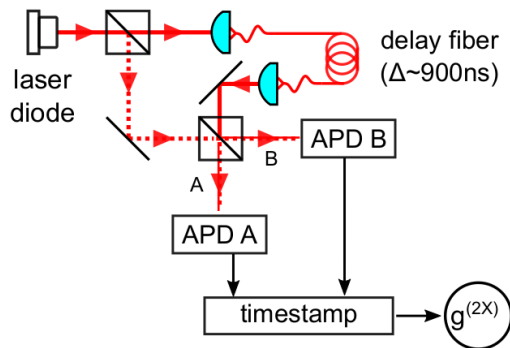 laser
diode
delay fiber
(Δ~900ns)
APD B
B
A
APD A
timestamp
g(2X)